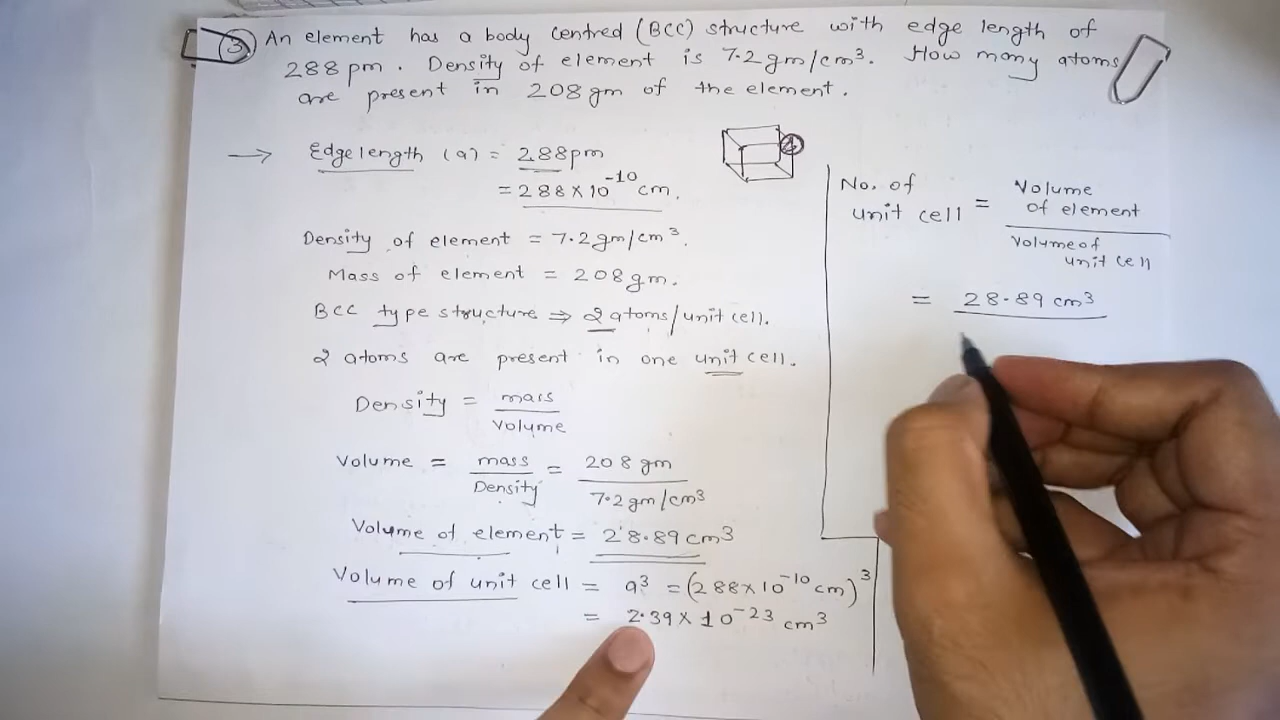 ③ An element has a body centred (BCC) structure with edge length of
288 pm. Density of element is 7.2 gm/cm³. How many atoms
are present in 208 gm of the element.
→ Edge length (a) = 288pm
= 288 × 10⁻¹⁰ cm.
Density of element = 7.2 gm/cm³.
Mass of element = 208 gm.
BCC type structure ⇒ 2 atoms/unit cell.
2 atoms are present in one unit cell.
Density = mass
volume
Volume = mass = 208 gm
Density 7.2 gm/cm³
Volume of element = 28.89 cm³
Volume of unit cell = a³ = (288 × 10⁻¹⁰ cm)³
= 2.39 × 10⁻²³ cm³
No. of
unit cell = Volume
of element
Volume of
unit cell
= 28.89 cm³